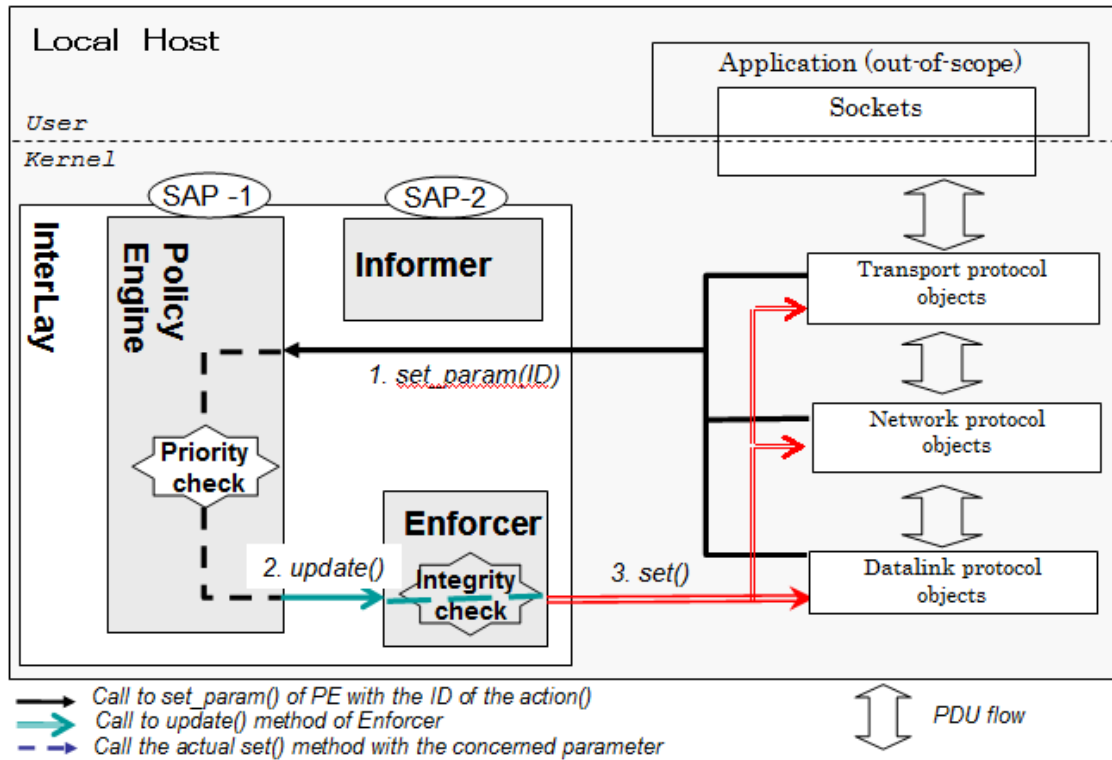 Local Host
Application (out-of-scope)
Sockets
User
Kernel
SAP -1
SAP-2
InterLay
Policy
Engine
Informer
Transport protocol
objects
1. set_param(ID)
Network protocol
objects
Priority
check
Enforcer
2. update()
Integrity
check
3. set()
Datalink protocol
objects
Call to set_param() of PE with the ID of the action()
Call to update() method of Enforcer
Call the actual set() method with the concerned parameter
PDU flow